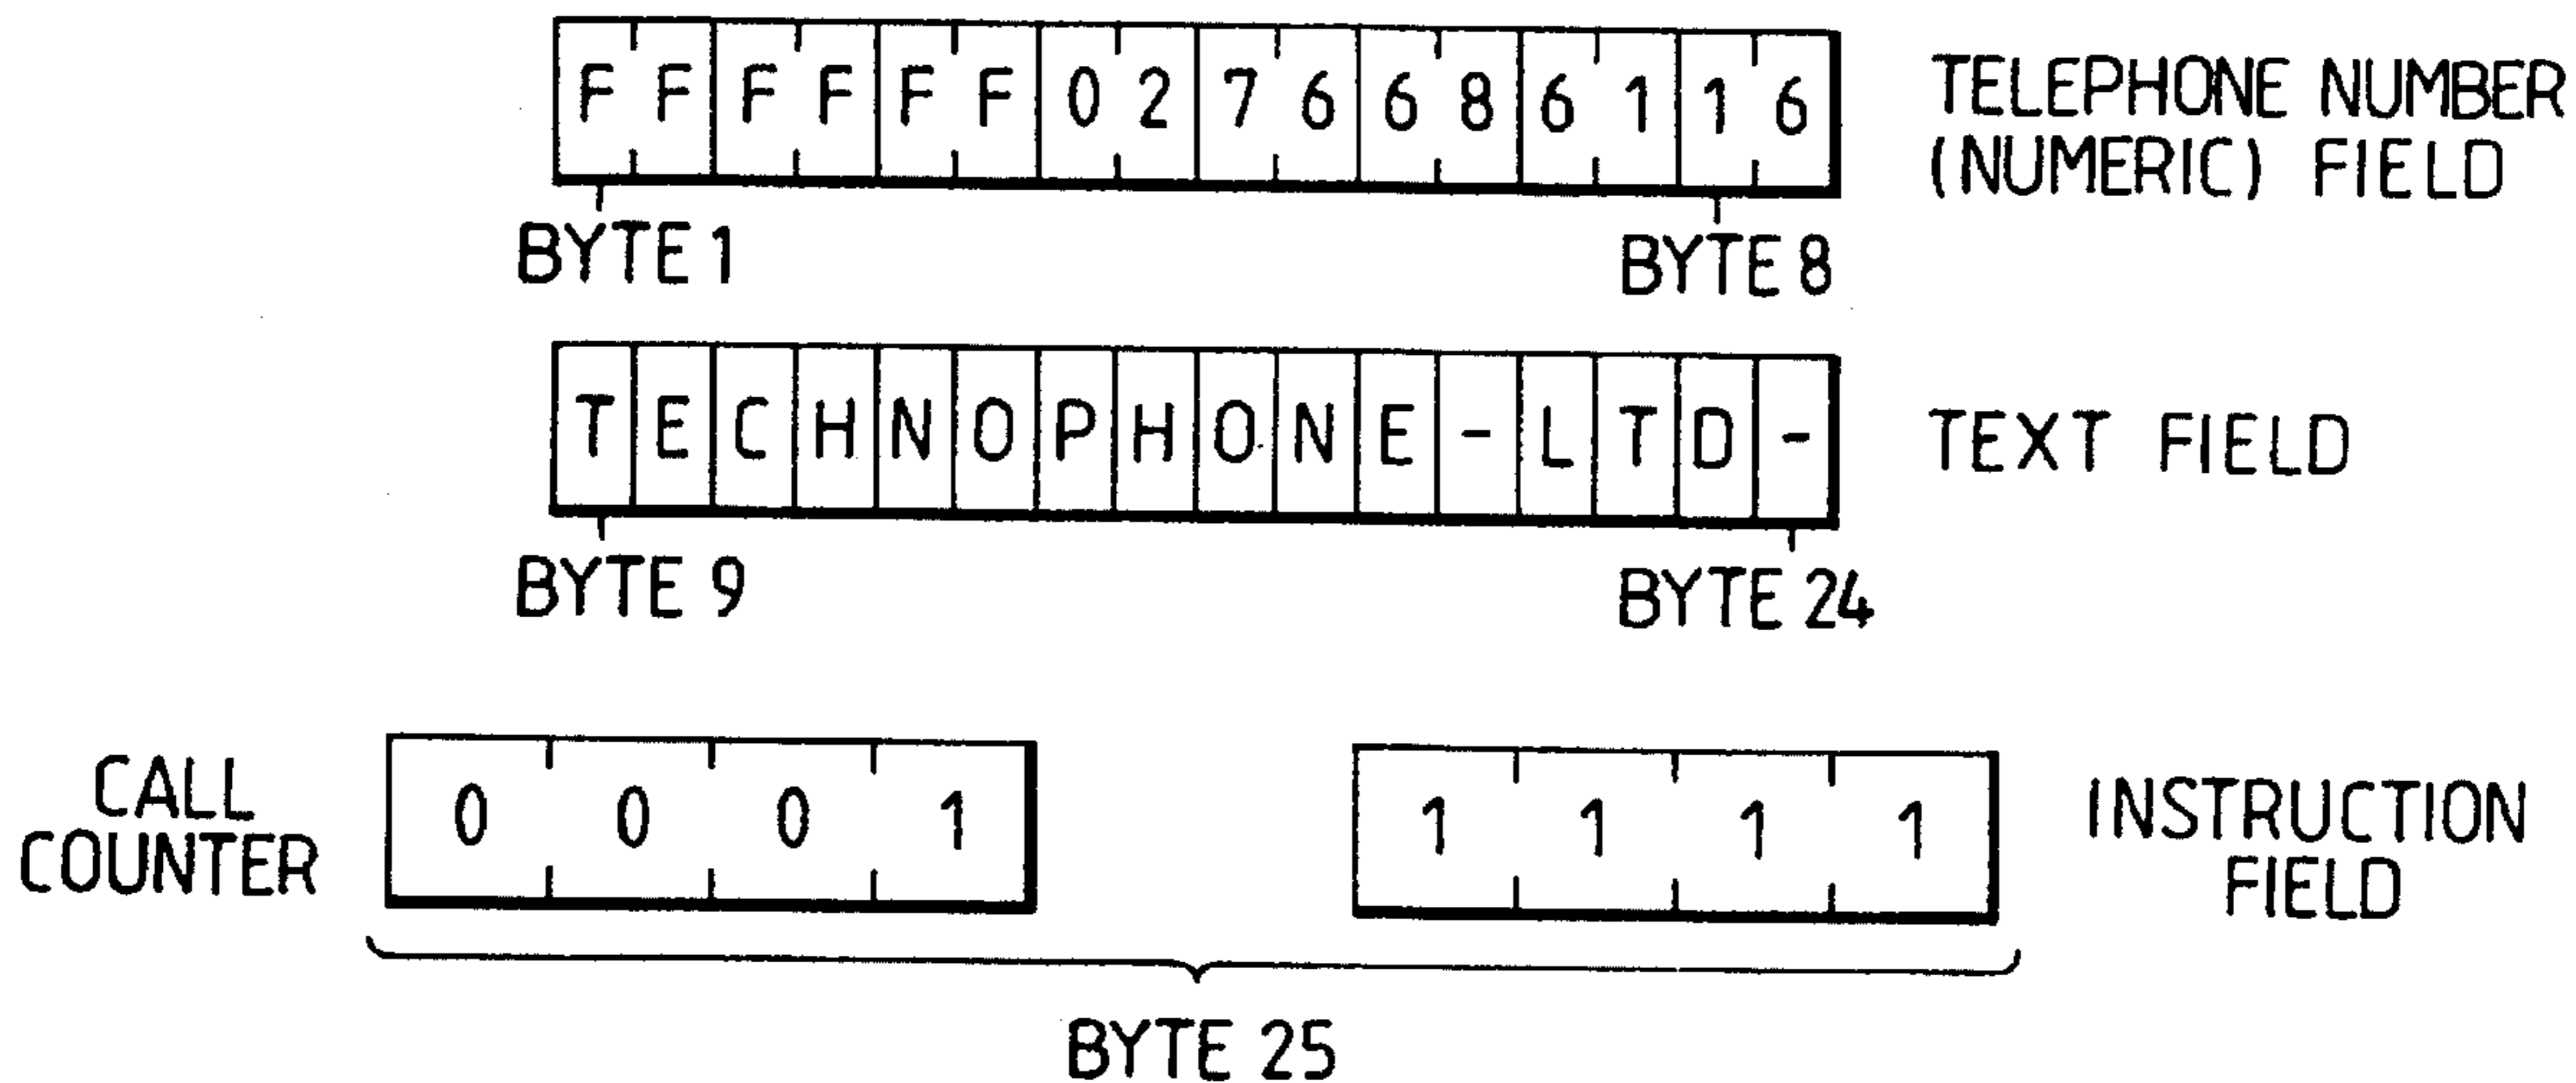 F F F F F F 0 2 7 6 6 8 6 1 1 6
TELEPHONE NUMBER
(NUMERIC) FIELD
BYTE 1
BYTE 8
T E C H N O P H O N E - L T D -
TEXT FIELD
BYTE 9
BYTE 24
CALL
COUNTER
0 0 0 1
1 1 1 1
INSTRUCTION
FIELD
BYTE 25